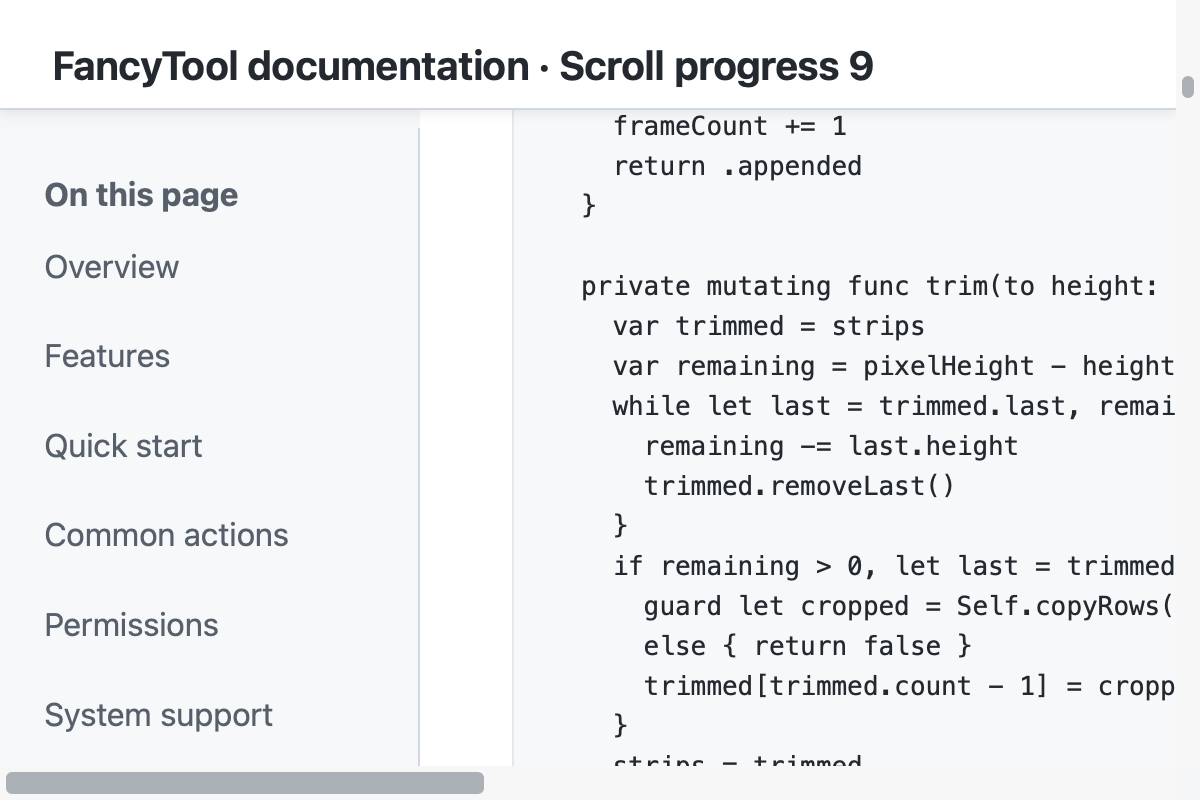 FancyTool documentation · Scroll progress 9
On this page
Overview
Features
Quick start
Common actions
Permissions
System support
    frameCount += 1
    return .appended
  }

  private mutating func trim(to height:
    var trimmed = strips
    var remaining = pixelHeight - height
    while let last = trimmed.last, remai
      remaining -= last.height
      trimmed.removeLast()
    }
    if remaining > 0, let last = trimmed
      guard let cropped = Self.copyRows(
      else { return false }
      trimmed[trimmed.count - 1] = cropp
    }
    strips = trimmed